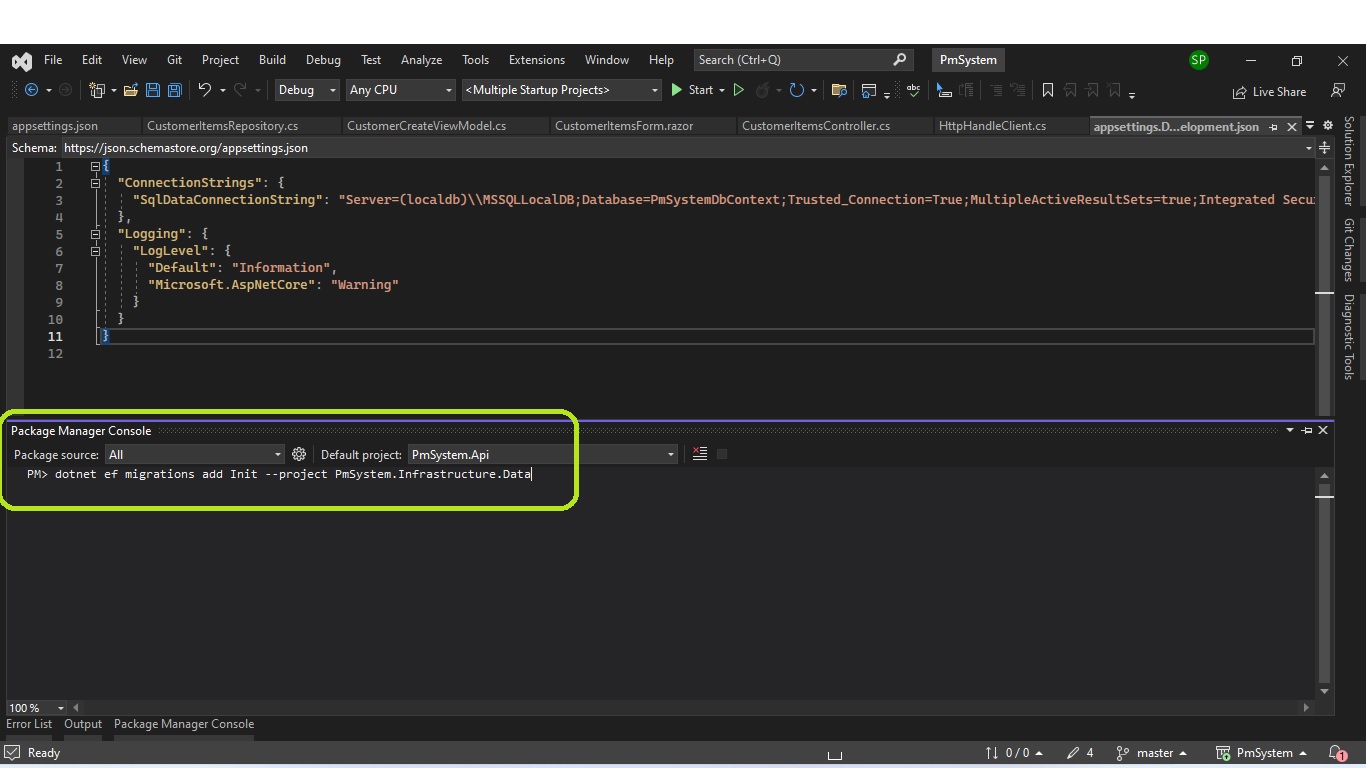 File Edit View Git Project Build Debug Test Analyze Tools Extensions Window Help Search (Ctrl+Q) PmSystem SP
Debug Any CPU <Multiple Startup Projects> Start abc Live Share
appsettings.json CustomerItemsRepository.cs CustomerCreateViewModel.cs CustomerItemsForm.razor CustomerItemsController.cs HttpHandleClient.cs appsettings.D...elopment.json
Schema: https://json.schemastore.org/appsettings.json
1 {
2 "ConnectionStrings": {
3 "SqlDataConnectionString": "Server=(localdb)\\MSSQLLocalDB;Database=PmSystemDbContext;Trusted_Connection=True;MultipleActiveResultSets=true;Integrated Secu
4 },
5 "Logging": {
6 "LogLevel": {
7 "Default": "Information",
8 "Microsoft.AspNetCore": "Warning"
9 }
10 }
11 }
12
Solution Explorer
Git Changes
Diagnostic Tools
Package Manager Console
Package source: All Default project: PmSystem.Api
PM> dotnet ef migrations add Init --project PmSystem.Infrastructure.Data
100 %
Error List Output Package Manager Console
Ready 0 / 0 4 master PmSystem 1